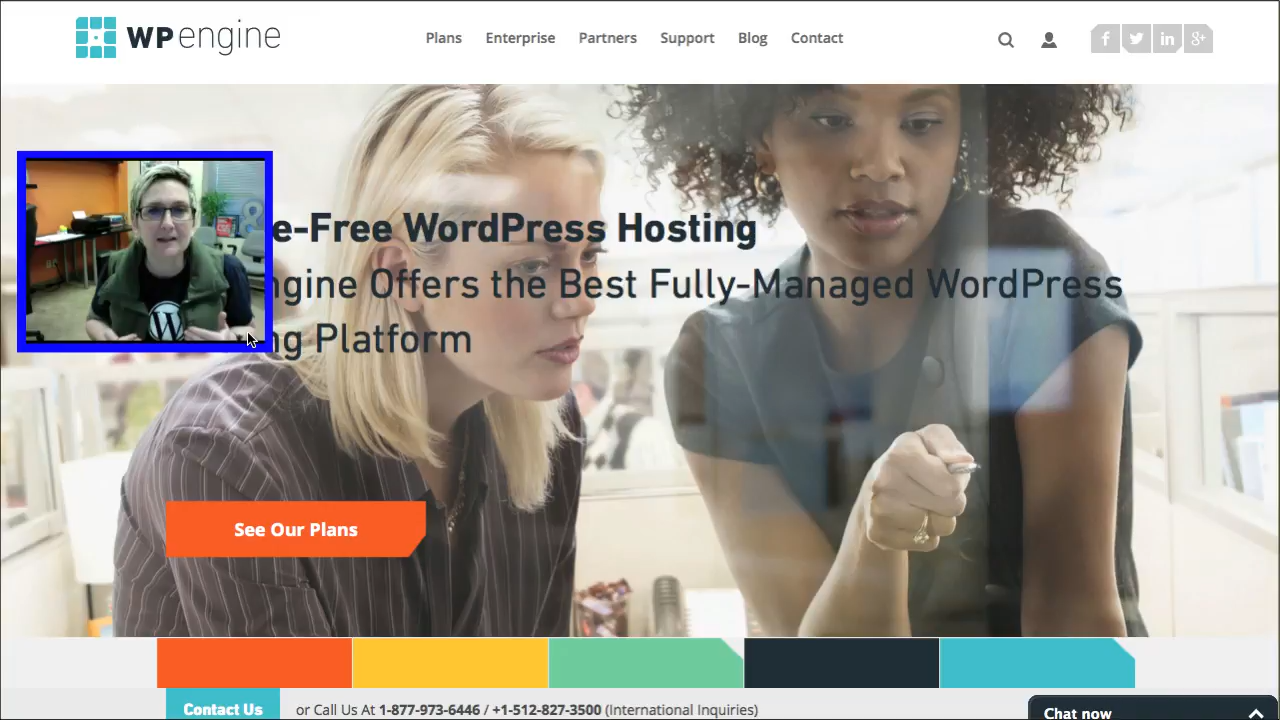 WP engine
Plans Enterprise Partners Support Blog Contact
e-Free WordPress Hosting
ngine Offers the Best Fully-Managed WordPress
ng Platform
See Our Plans
Contact Us or Call Us At 1-877-973-6446 / +1-512-827-3500 (International Inquiries)
Chat now